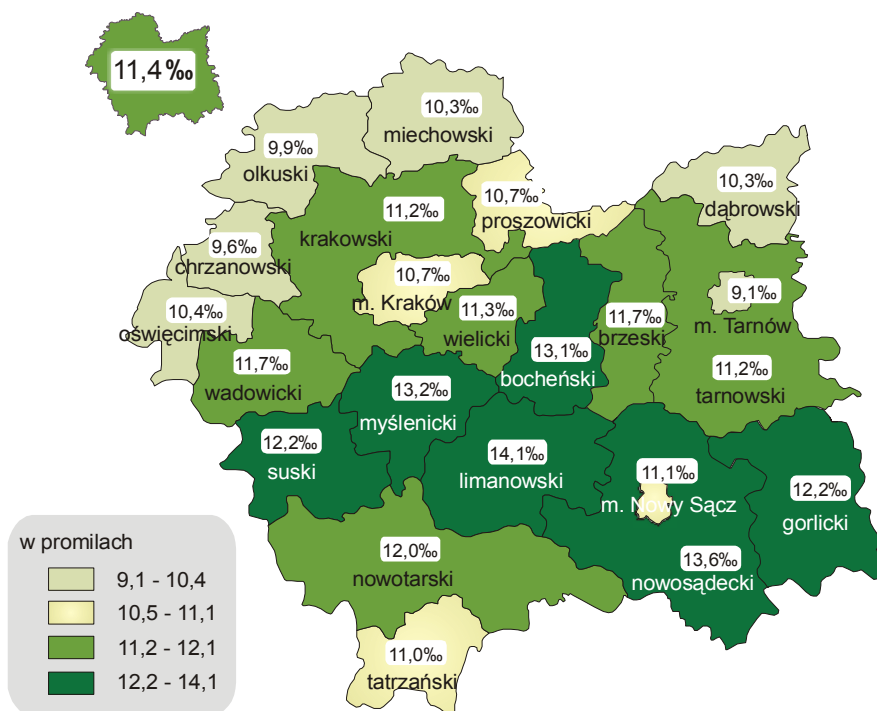 11,4‰
10,3‰
miechowski
9,9‰
olkuski
10,7‰
proszowicki
10,3‰
dąbrowski
11,2‰
krakowski
9,6‰
chrzanowski
10,7‰
m. Kraków
9,1‰
m. Tarnów
10,4‰
oświęcimski
11,3‰
wielicki
11,7‰
brzeski
13,1‰
bocheński
11,7‰
wadowicki
11,2‰
tarnowski
13,2‰
myślenicki
12,2‰
suski
14,1‰
limanowski
11,1‰
m. Nowy Sącz
12,2‰
gorlicki
12,0‰
nowotarski
13,6‰
nowosądecki
11,0‰
tatrzański
w promilach
9,1 - 10,4
10,5 - 11,1
11,2 - 12,1
12,2 - 14,1